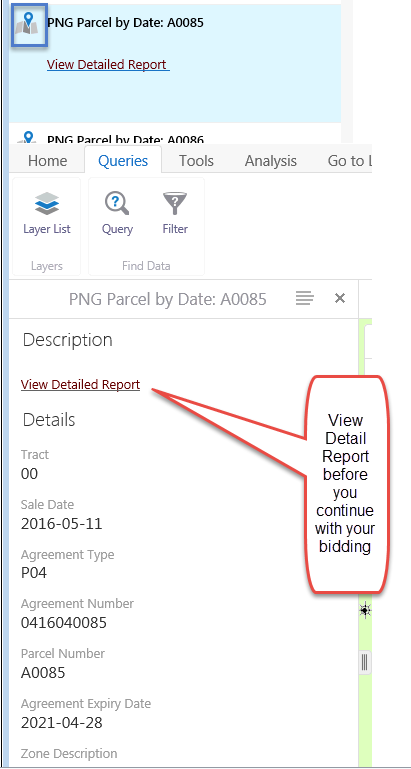 PNG Parcel by Date: A0085
View Detailed Report
PNG Parcel by Date: A0086
Home Queries Tools Analysis Go to L
Layer List Query Filter
Layers Find Data
PNG Parcel by Date: A0085
Description
View Detailed Report
Details
Tract
00
Sale Date
2016-05-11
Agreement Type
P04
Agreement Number
0416040085
Parcel Number
A0085
Agreement Expiry Date
2021-04-28
Zone Description
View
Detail
Report
before
you
continue
with your
bidding